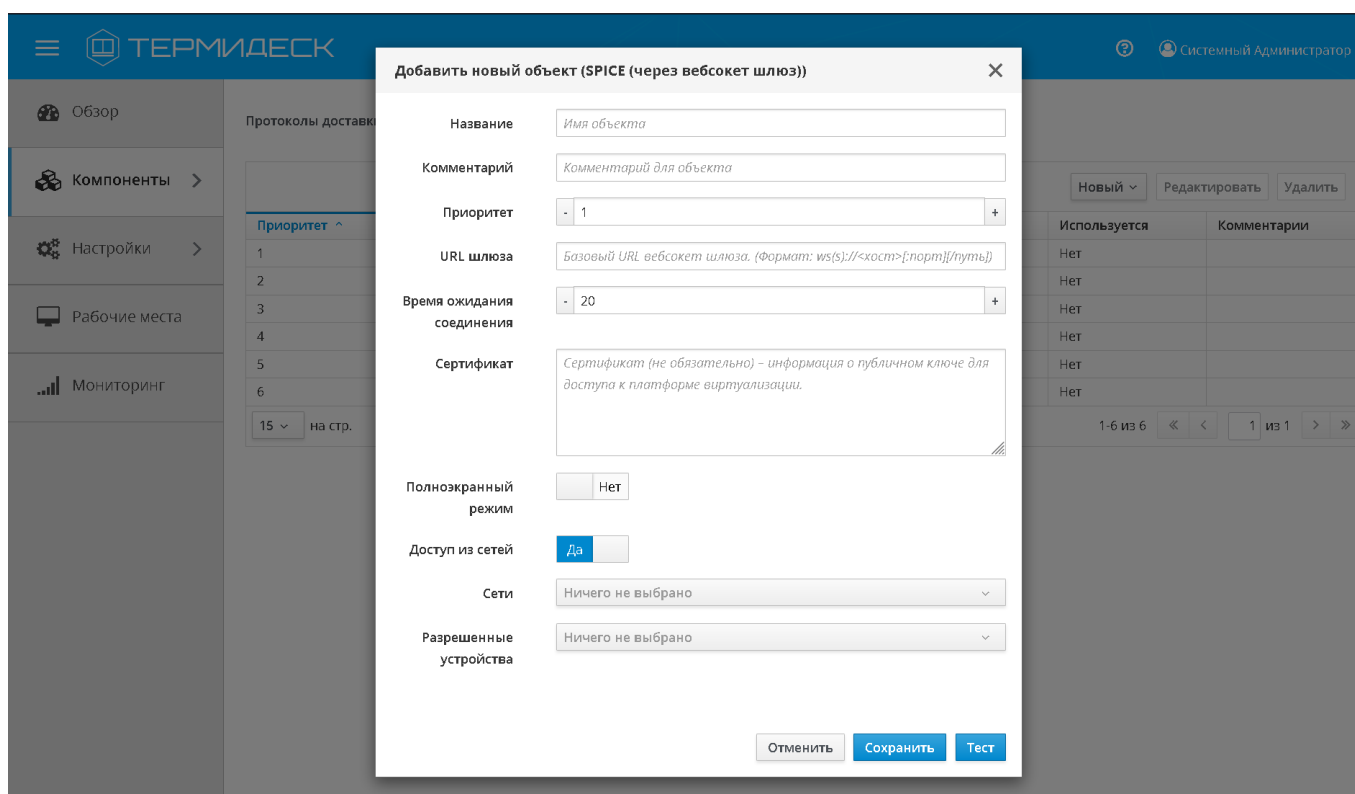 ТЕРМИДЕСК
Системный Администратор
Обзор
Компоненты
Настройки
Рабочие места
Мониторинг
Протоколы доставк
Новый
Редактировать
Удалить
Приоритет
Используется
Комментарии
1
Нет
2
Нет
3
Нет
4
Нет
5
Нет
6
Нет
15
на стр.
1-6 из 6
1 из 1
Добавить новый объект (SPICE (через вебсокет шлюз))
Название
Имя объекта
Комментарий
Комментарий для объекта
Приоритет
- 1 +
URL шлюза
Базовый URL вебсокет шлюза. (Формат: ws(s)://<хост>[:порт][/путь])
Время ожидания
соединения
- 20 +
Сертификат
Сертификат (не обязательно) – информация о публичном ключе для
доступа к платформе виртуализации.
Полноэкранный
режим
Нет
Доступ из сетей
Да
Сети
Ничего не выбрано
Разрешенные
устройства
Ничего не выбрано
Отменить
Сохранить
Тест